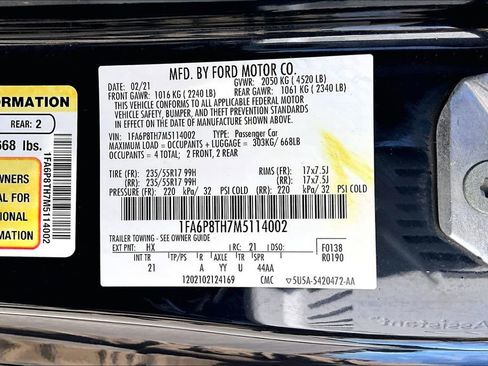 MFD. BY FORD MOTOR CO.
02/21 GVWR: 2050 KG ( 4520 LB)
FRONT GAWR: 1016 KG ( 2240 LB) REAR GAWR: 1061 KG ( 2340 LB)
THIS VEHICLE CONFORMS TO ALL APPLICABLE FEDERAL MOTOR
VEHICLE SAFETY, BUMPER, AND THEFT PREVENTION STANDARDS
IN EFFECT ON THE DATE OF MANUFACTURE SHOWN ABOVE.
VIN: 1FA6P8TH7M5114002 TYPE: Passenger Car
MAXIMUM LOAD = OCCUPANTS + LUGGAGE = 303KG/ 668LB
OCCUPANTS = 4 TOTAL; 2 FRONT, 2 REAR
TIRE (FR): 235/55R17 99H RIMS (FR): 17x7.5J
TIRE (RR): 235/55R17 99H RIMS (RR): 17x7.5J
PRESSURE (FR) 220 kPa/ 32 PSI COLD (RR): 220 kPa/ 32 PSI COLD
1FA6P8TH7M5114002
TRAILER TOWING - SEE OWNER GUIDE
EXT PNT: HX RC: 21 DSO: F0138
INT TR TP/PS R AXLE TR SPR R0190
21 A YY U 44AA
1202102124169 CMC 5U5A-5420472-AA
FORMATION
REAR: 2
668 lbs.
WNERS
FOR
TIONAL
MATION
1FA6P8TH7M5114002
Assistant